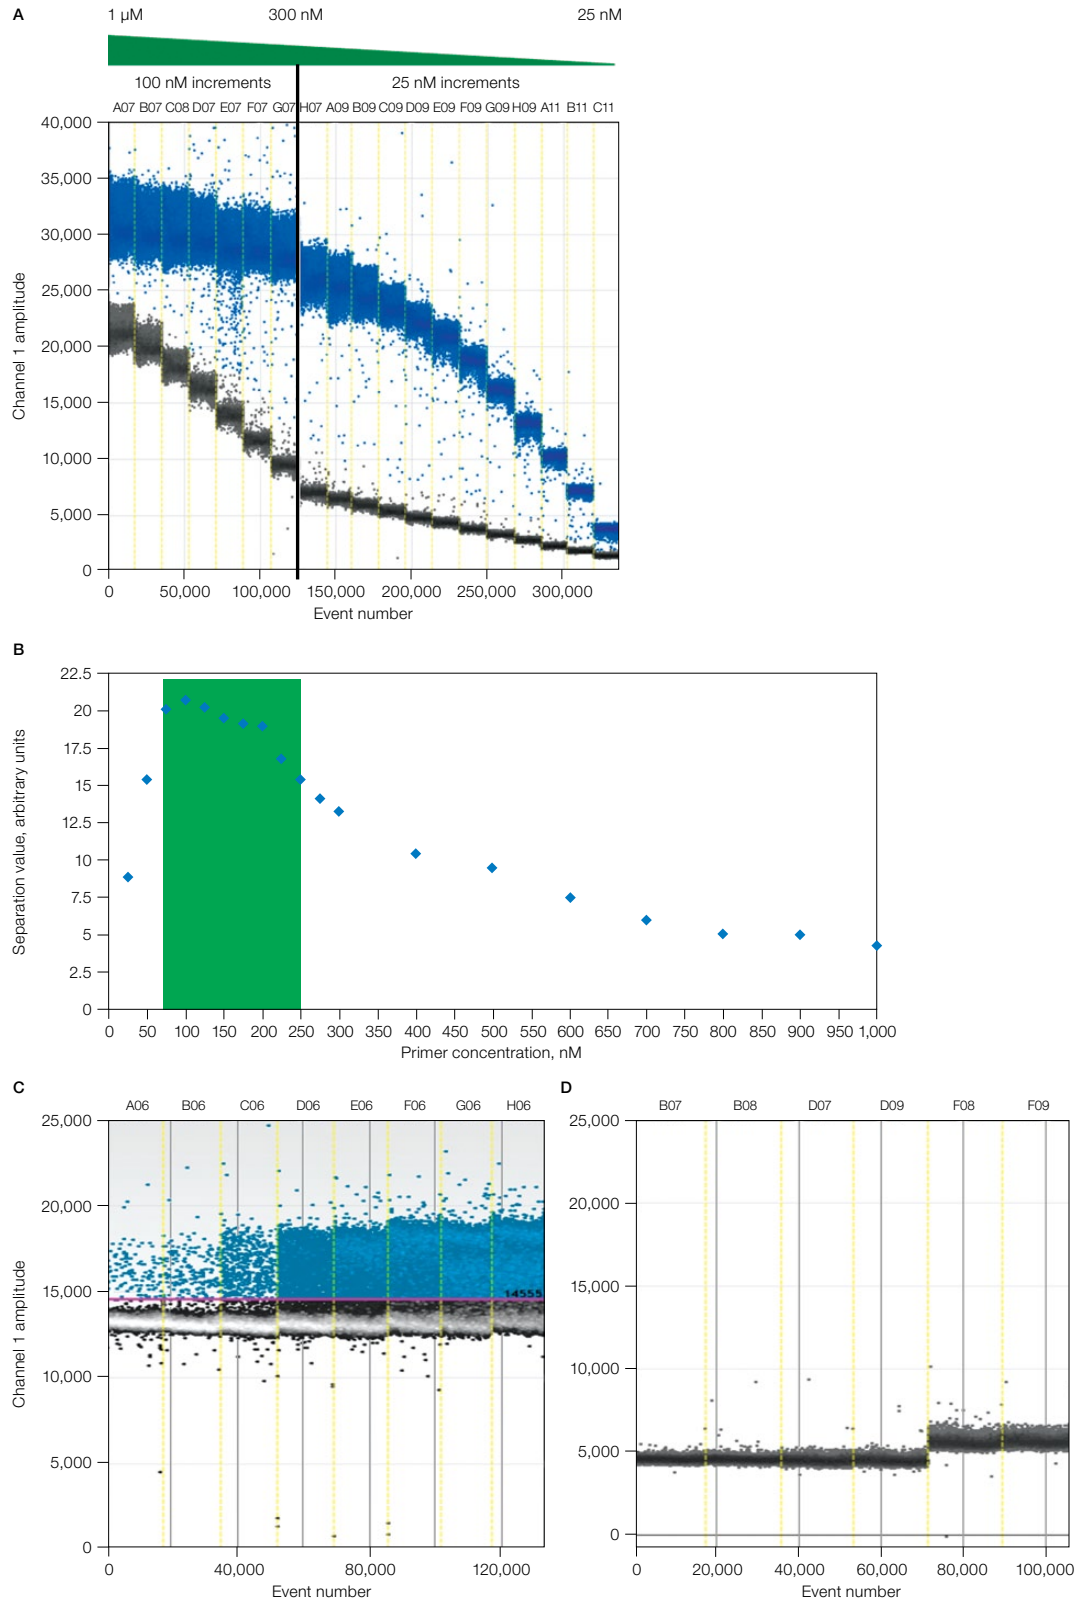 A
1 µM 300 nM 25 nM
100 nM increments 25 nM increments
A07 B07 C08 D07 E07 F07 G07 H07 A09 B09 C09 D09 E09 F09 G09 H09 A11 B11 C11
40,000
35,000
30,000
25,000
20,000
15,000
10,000
5,000
0
Channel 1 amplitude
0 50,000 100,000 150,000 200,000 250,000 300,000
Event number
B
22.5
20
17.5
15
12.5
10
7.5
5
2.5
0
Separation value, arbitrary units
0 50 100 150 200 250 300 350 400 450 500 550 600 650 700 750 800 850 900 950 1,000
Primer concentration, nM
C
A06 B06 C06 D06 E06 F06 G06 H06
25,000
20,000
15,000
10,000
5,000
0
Channel 1 amplitude
14555
0 40,000 80,000 120,000
Event number
D
B07 B08 D07 D09 F08 F09
25,000
20,000
15,000
10,000
5,000
0
0 20,000 40,000 60,000 80,000 100,000
Event number